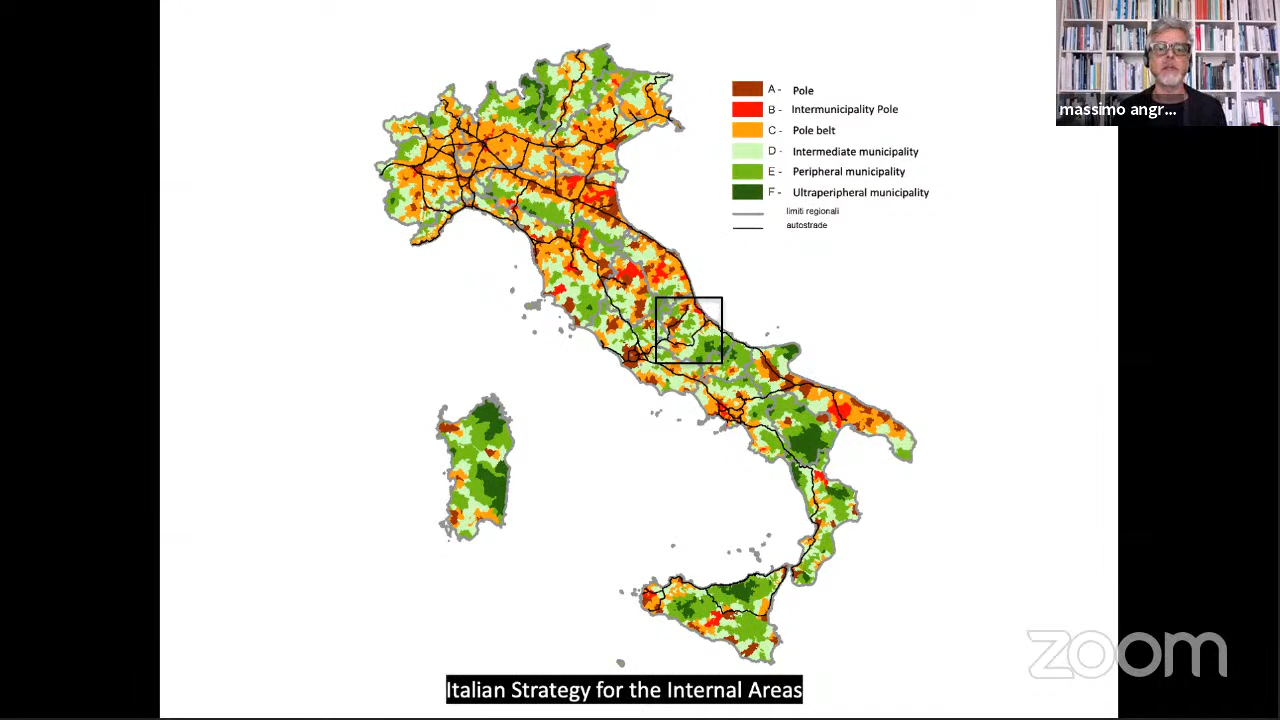 A - Pole
B - Intermunicipality Pole
C - Pole belt
D - Intermediate municipality
E - Peripheral municipality
F - Ultraperipheral municipality
limiti regionali
autostrade
massimo angr...
zoom
Italian Strategy for the Internal Areas